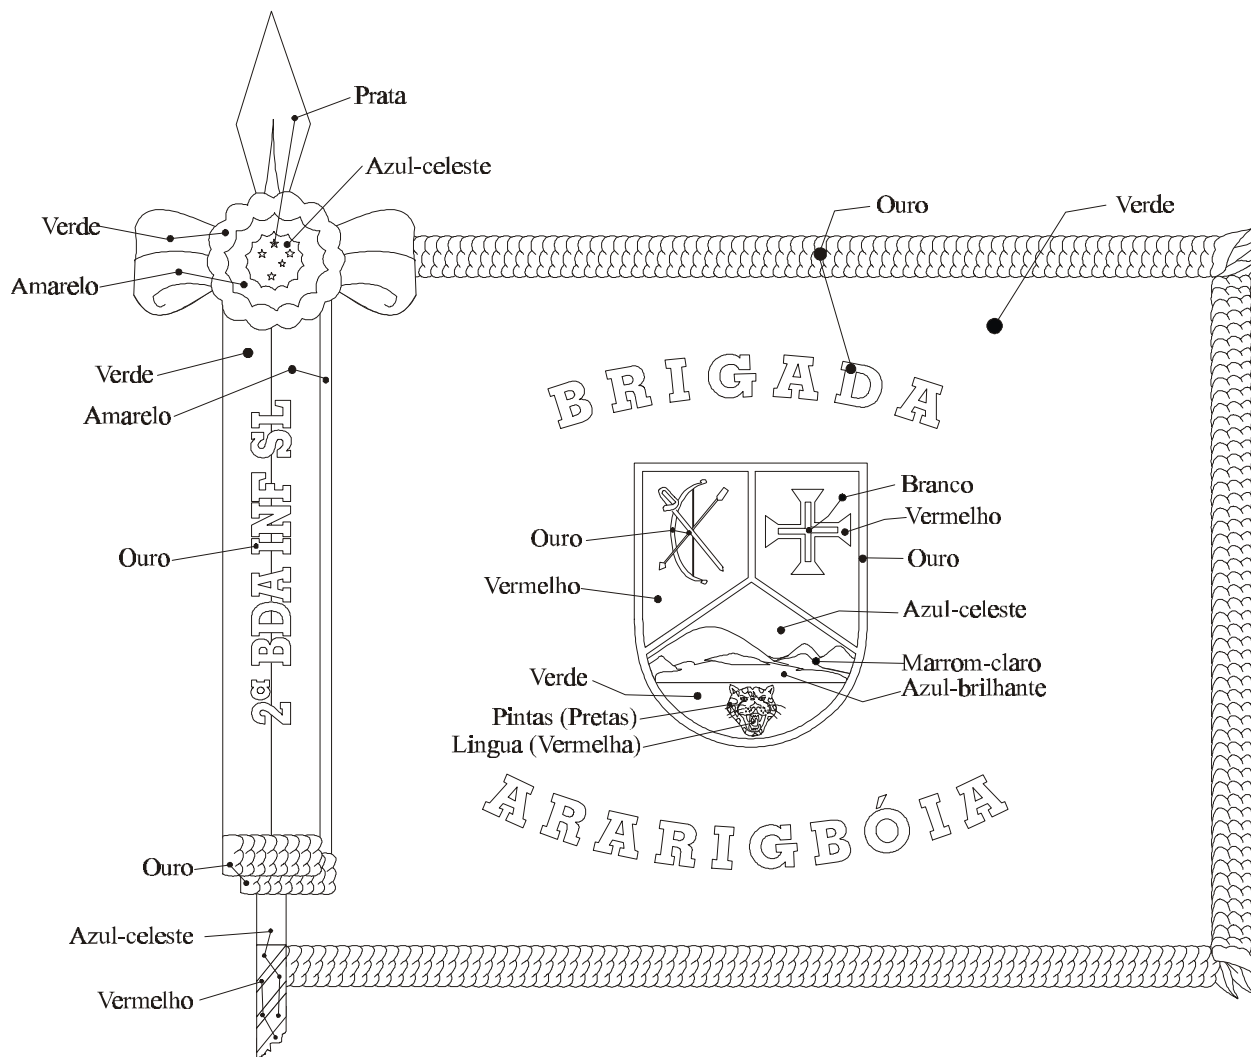 Prata
Azul-celeste
Verde
Amarelo
Ouro
Verde
Verde
Amarelo
BRIGADA
2ª BDA INF SL
Ouro
Ouro
Vermelho
Branco
Vermelho
Ouro
Azul-celeste
Marrom-claro
Azul-brilhante
Verde
Pintas (Pretas)
Lingua (Vermelha)
ARARIGBÓIA
Ouro
Azul-celeste
Vermelho